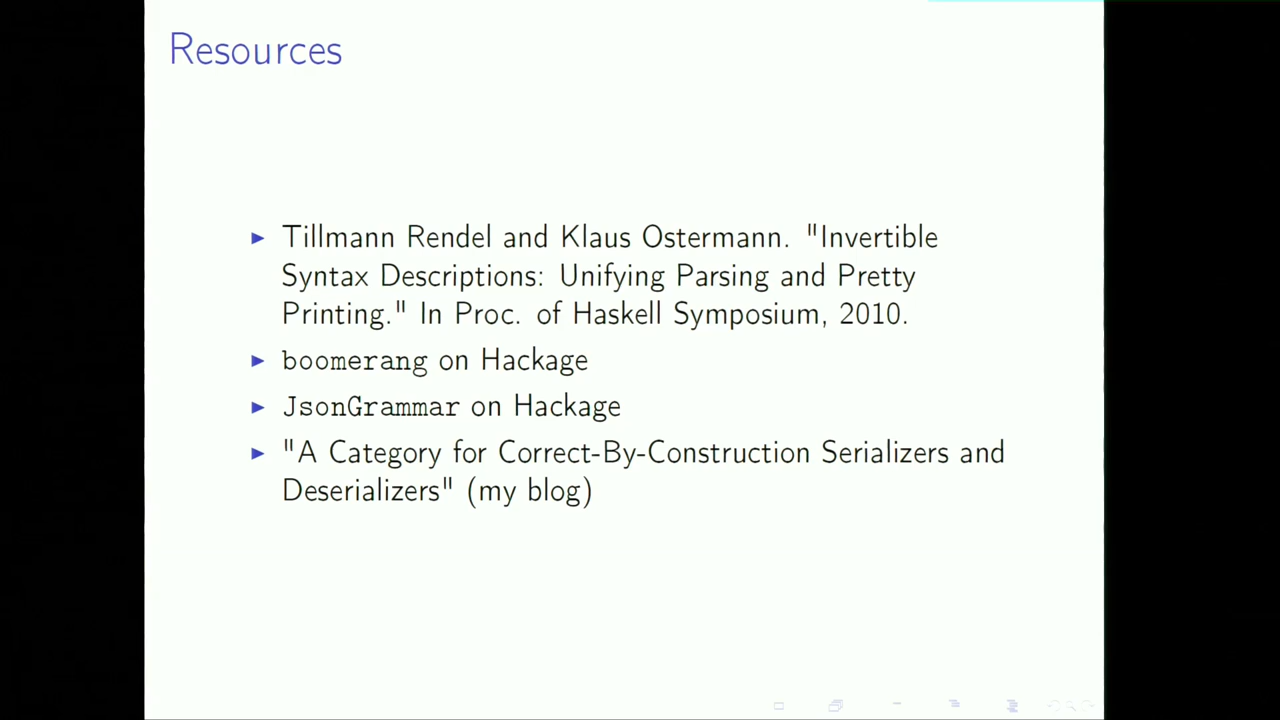 Resources
Tillmann Rendel and Klaus Ostermann. "Invertible
Syntax Descriptions: Unifying Parsing and Pretty
Printing." In Proc. of Haskell Symposium, 2010.
boomerang on Hackage
JsonGrammar on Hackage
"A Category for Correct-By-Construction Serializers and
Deserializers" (my blog)